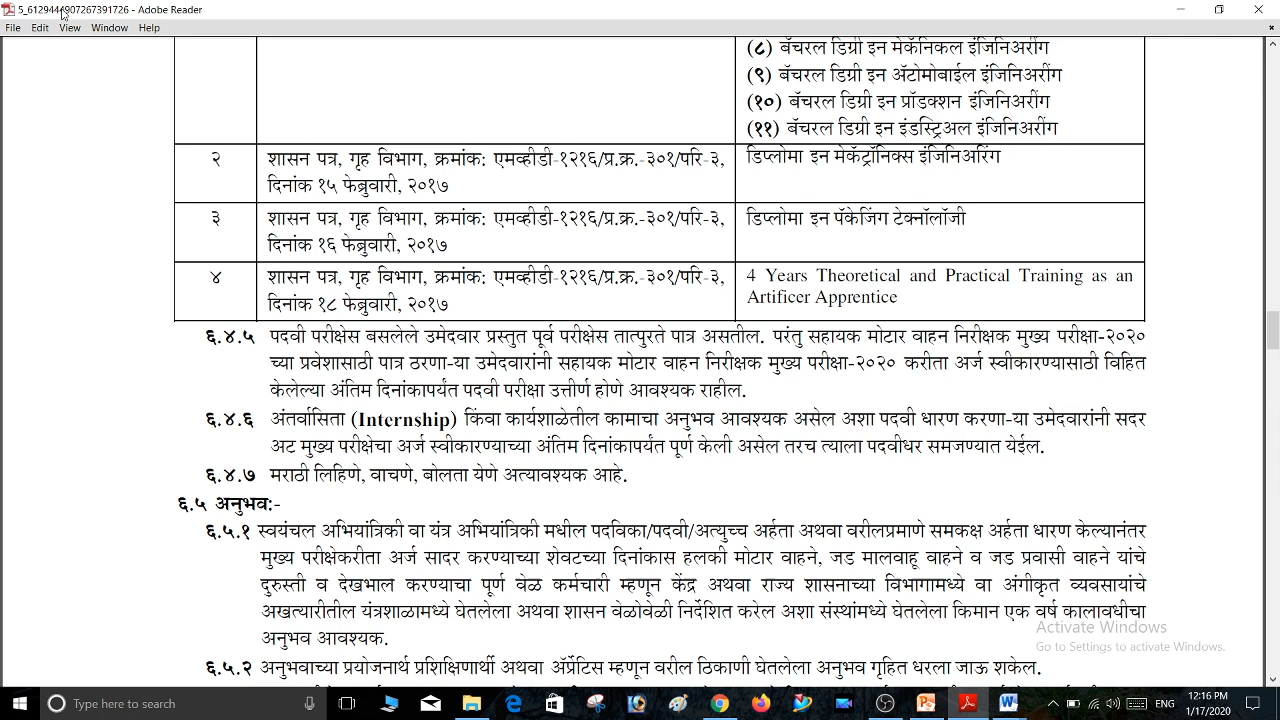 5_6129444907267391726 - Adobe Reader
File Edit View Window Help
(८) बॅचरल डिग्री इन मेकॅनिकल इंजिनिअरींग
(९) बॅचरल डिग्री इन ॲटोमोबाईल इंजिनिअरींग
(१०) बॅचरल डिग्री इन प्रॉडक्शन इंजिनिअरींग
(११) बॅचरल डिग्री इन इंडस्ट्रिअल इंजिनिअरींग
२ शासन पत्र, गृह विभाग, क्रमांक: एमव्हीडी-१२१६/प्र.क्र.-३०१/परि-३, डिप्लोमा इन मेकॅट्रॉनिक्स इंजिनिअरिंग
दिनांक १५ फेब्रुवारी, २०१७
३ शासन पत्र, गृह विभाग, क्रमांक: एमव्हीडी-१२१६/प्र.क्र.-३०१/परि-३, डिप्लोमा इन पॅकेजिंग टेक्नॉलॉजी
दिनांक १६ फेब्रुवारी, २०१७
४ शासन पत्र, गृह विभाग, क्रमांक: एमव्हीडी-१२१६/प्र.क्र.-३०१/परि-३, 4 Years Theoretical and Practical Training as an
दिनांक १८ फेब्रुवारी, २०१७ Artificer Apprentice
६.४.५ पदवी परीक्षेस बसलेले उमेदवार प्रस्तुत पूर्व परीक्षेस तात्पुरते पात्र असतील. परंतु सहायक मोटार वाहन निरीक्षक मुख्य परीक्षा-२०२०
च्या प्रवेशासाठी पात्र ठरणा-या उमेदवारांनी सहायक मोटार वाहन निरीक्षक मुख्य परीक्षा-२०२० करीता अर्ज स्वीकारण्यासाठी विहित
केलेल्या अंतिम दिनांकापर्यंत पदवी परीक्षा उत्तीर्ण होणे आवश्यक राहील.
६.४.६ अंतर्वासिता (Internship) किंवा कार्यशाळेतील कामाचा अनुभव आवश्यक असेल अशा पदवी धारण करणा-या उमेदवारांनी सदर
अट मुख्य परीक्षेचा अर्ज स्वीकारण्याच्या अंतिम दिनांकापर्यंत पूर्ण केली असेल तरच त्याला पदवीधर समजण्यात येईल.
६.४.७ मराठी लिहिणे, वाचणे, बोलता येणे अत्यावश्यक आहे.
६.५ अनुभव:-
६.५.१ स्वयंचल अभियांत्रिकी वा यंत्र अभियांत्रिकी मधील पदविका/पदवी/अत्युच्च अर्हता अथवा वरीलप्रमाणे समकक्ष अर्हता धारण केल्यानंतर
मुख्य परीक्षेकरीता अर्ज सादर करण्याच्या शेवटच्या दिनांकास हलकी मोटार वाहने, जड मालवाहू वाहने व जड प्रवासी वाहने यांचे
दुरुस्ती व देखभाल करण्याचा पूर्ण वेळ कर्मचारी म्हणून केंद्र अथवा राज्य शासनाच्या विभागामध्ये वा अंगीकृत व्यवसायांचे
अखत्यारीतील यंत्रशाळामध्ये घेतलेला अथवा शासन वेळोवेळी निर्देशित करेल अशा संस्थांमध्ये घेतलेला किमान एक वर्ष कालावधीचा
अनुभव आवश्यक.
Activate Windows
Go to Settings to activate Windows.
६.५.२ अनुभवाच्या प्रयोजनार्थ प्रशिक्षिणार्थी अथवा ॲप्रेंटिस म्हणून वरील ठिकाणी घेतलेला अनुभव गृहित धरला जाऊ शकेल.
Type here to search
ENG
12:16 PM
1/17/2020